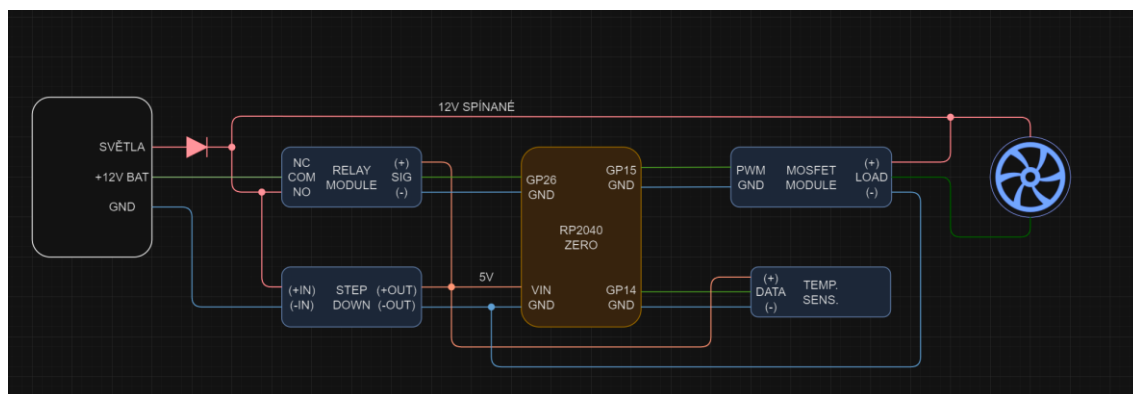 12V SPÍNANÉ
SVĚTLA
+12V BAT
GND
NC
COM
NO
RELAY
MODULE
(+)
SIG
(-)
GP26
GND
GP15
GND
RP2040
ZERO
VIN
GND
GP14
GND
PWM
GND
MOSFET
MODULE
(+)
LOAD
(-)
(+IN)
(-IN)
STEP
DOWN
(+OUT)
(-OUT)
5V
(+)
DATA
(-)
TEMP.
SENS.